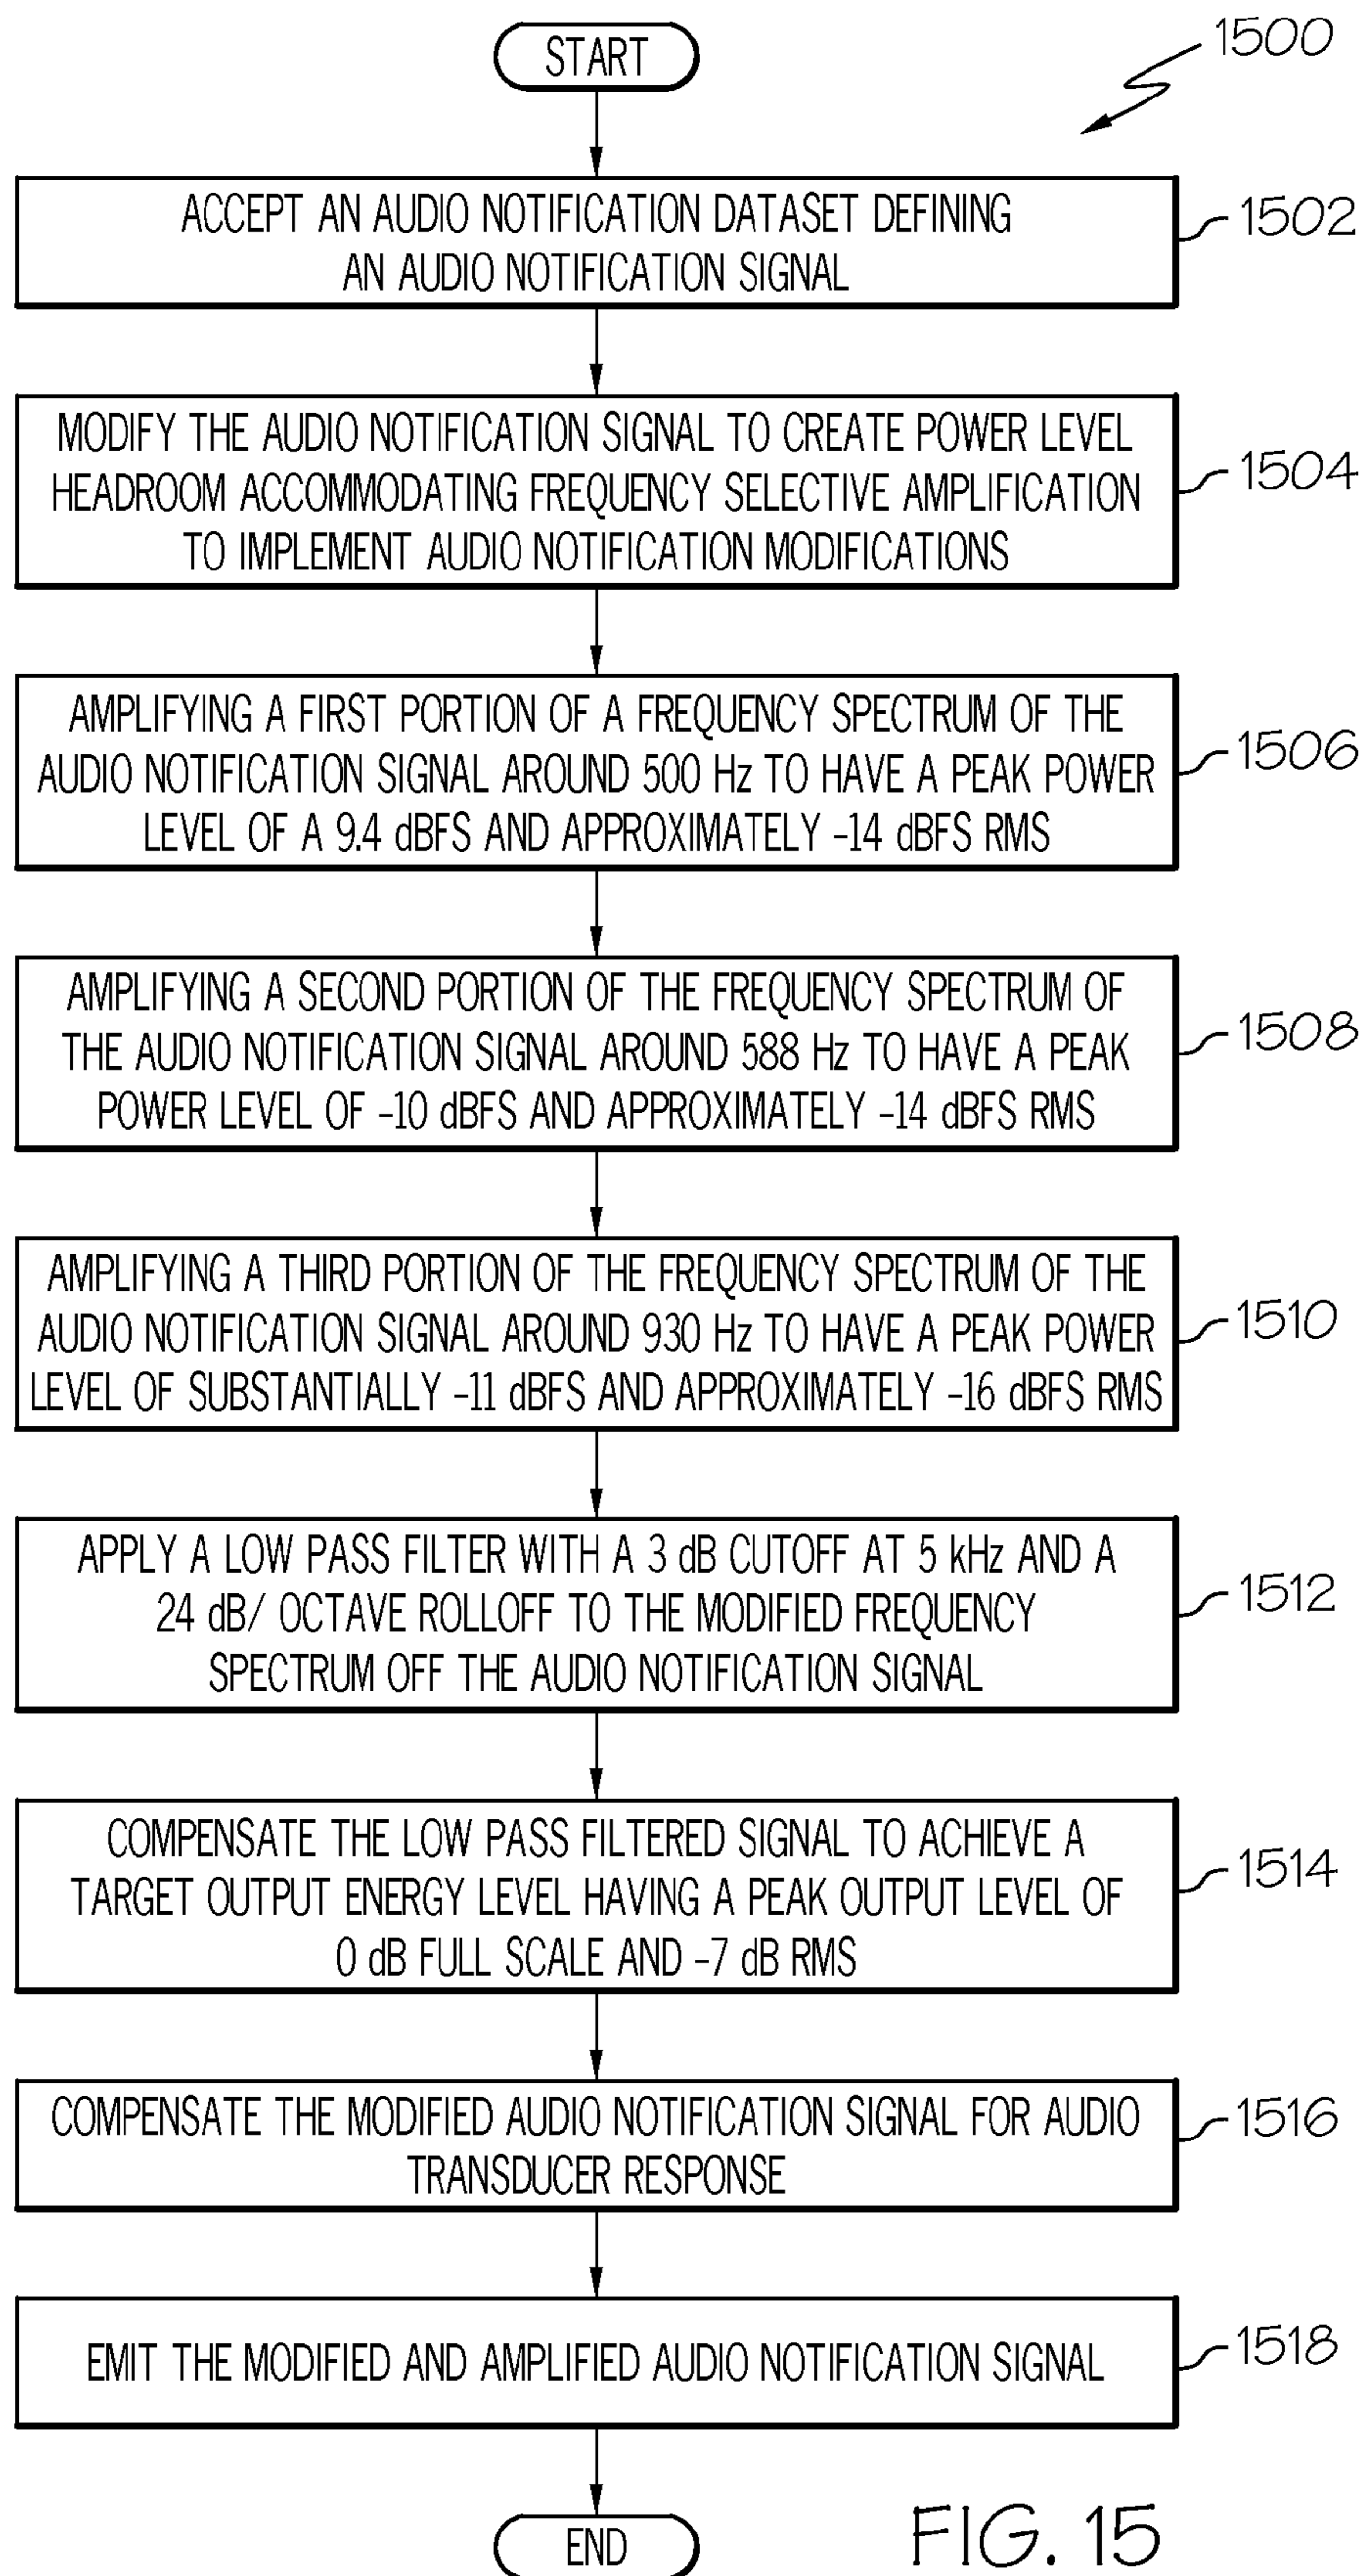 START
1500
ACCEPT AN AUDIO NOTIFICATION DATASET DEFINING
AN AUDIO NOTIFICATION SIGNAL
1502
MODIFY THE AUDIO NOTIFICATION SIGNAL TO CREATE POWER LEVEL
HEADROOM ACCOMMODATING FREQUENCY SELECTIVE AMPLIFICATION
TO IMPLEMENT AUDIO NOTIFICATION MODIFICATIONS
1504
AMPLIFYING A FIRST PORTION OF A FREQUENCY SPECTRUM OF THE
AUDIO NOTIFICATION SIGNAL AROUND 500 Hz TO HAVE A PEAK POWER
LEVEL OF A 9.4 dBFS AND APPROXIMATELY -14 dBFS RMS
1506
AMPLIFYING A SECOND PORTION OF THE FREQUENCY SPECTRUM OF
THE AUDIO NOTIFICATION SIGNAL AROUND 588 Hz TO HAVE A PEAK
POWER LEVEL OF -10 dBFS AND APPROXIMATELY -14 dBFS RMS
1508
AMPLIFYING A THIRD PORTION OF THE FREQUENCY SPECTRUM OF THE
AUDIO NOTIFICATION SIGNAL AROUND 930 Hz TO HAVE A PEAK POWER
LEVEL OF SUBSTANTIALLY -11 dBFS AND APPROXIMATELY -16 dBFS RMS
1510
APPLY A LOW PASS FILTER WITH A 3 dB CUTOFF AT 5 kHz AND A
24 dB/ OCTAVE ROLLOFF TO THE MODIFIED FREQUENCY
SPECTRUM OFF THE AUDIO NOTIFICATION SIGNAL
1512
COMPENSATE THE LOW PASS FILTERED SIGNAL TO ACHIEVE A
TARGET OUTPUT ENERGY LEVEL HAVING A PEAK OUTPUT LEVEL OF
0 dB FULL SCALE AND -7 dB RMS
1514
COMPENSATE THE MODIFIED AUDIO NOTIFICATION SIGNAL FOR AUDIO
TRANSDUCER RESPONSE
1516
EMIT THE MODIFIED AND AMPLIFIED AUDIO NOTIFICATION SIGNAL
1518
END
FIG. 15